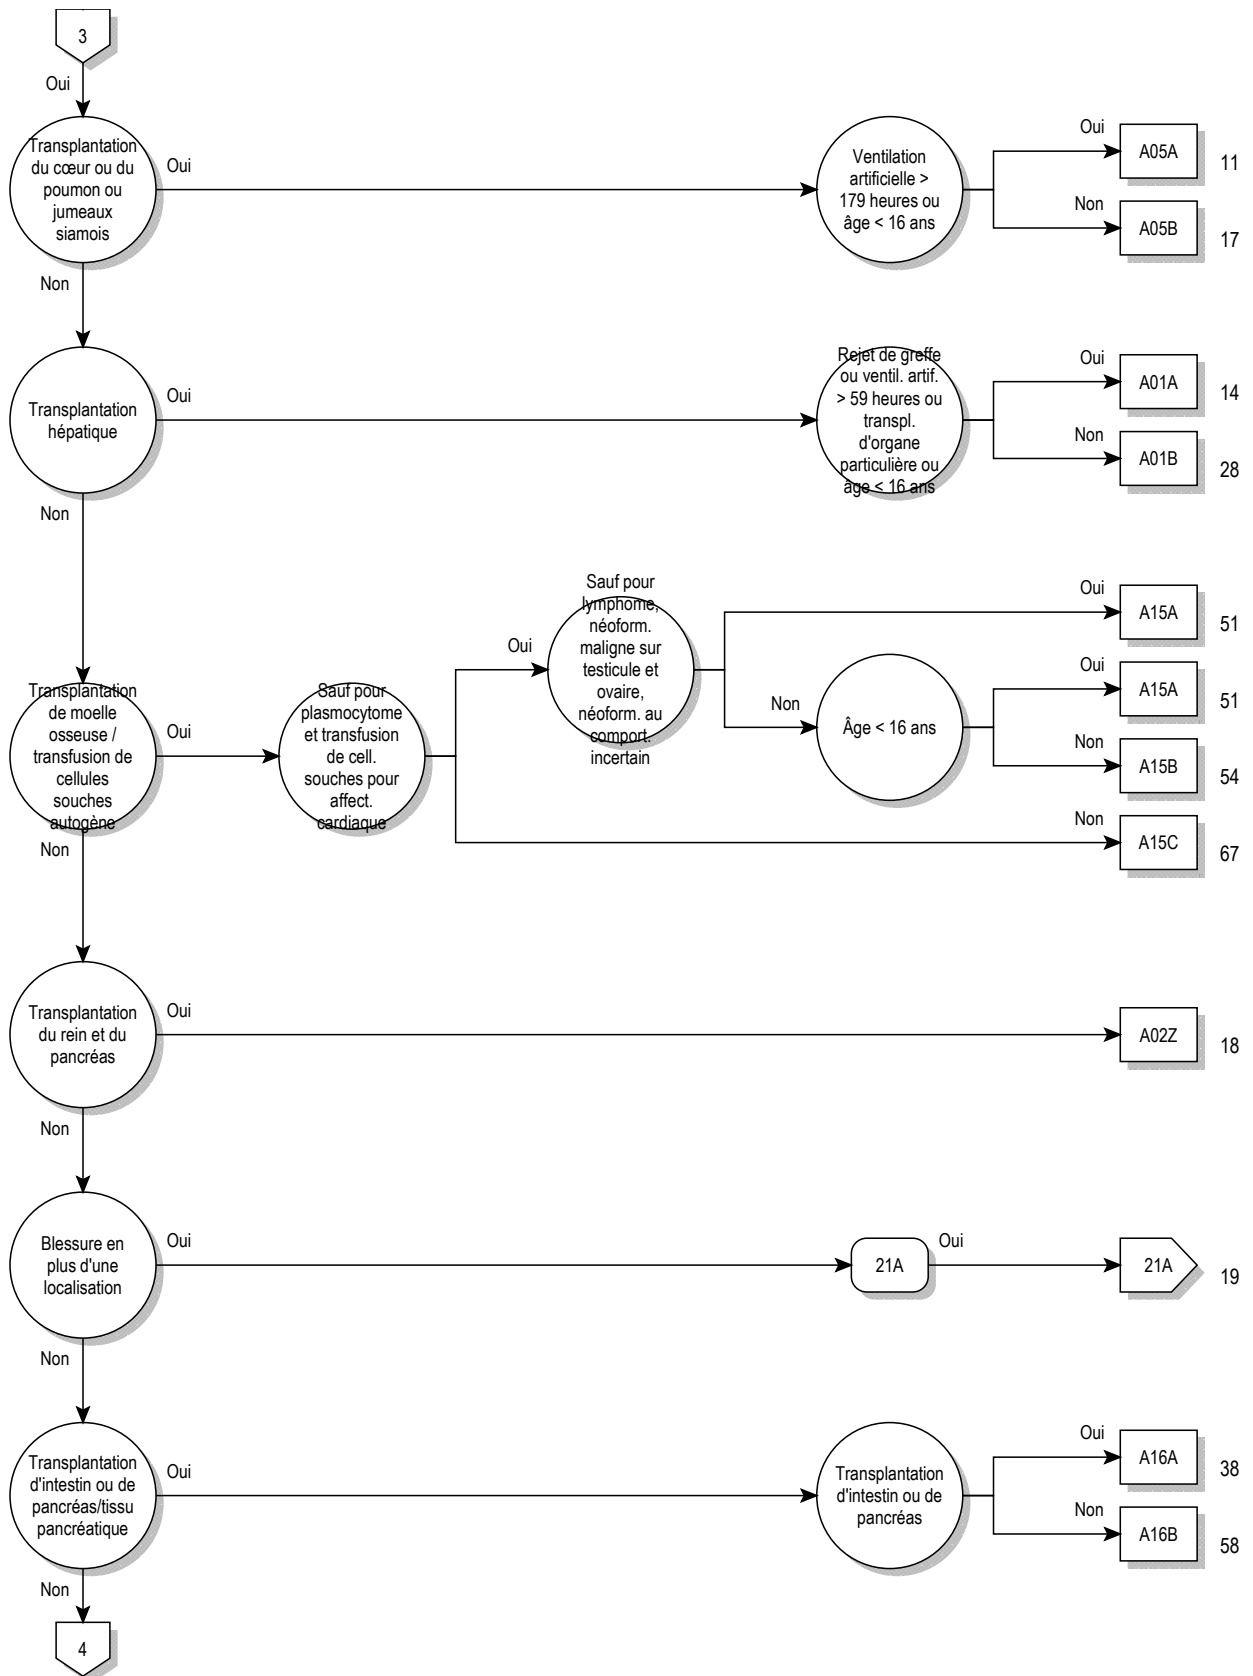 3
Oui
Transplantation
du cœur ou du
poumon ou
jumeaux
siamois
Oui
Ventilation
artificielle >
179 heures ou
âge < 16 ans
Oui
A05A
11
Non
A05B
17
Non
Transplantation
hépatique
Oui
Rejet de greffe
ou ventil. artif.
> 59 heures ou
transpl.
d'organe
particulière ou
âge < 16 ans
Oui
A01A
14
Non
A01B
28
Non
Transplantation
de moelle
osseuse /
transfusion de
cellules
souches
autogène
Oui
Sauf pour
plasmocytome
et transfusion
de cell.
souches pour
affect.
cardiaque
Oui
Sauf pour
lymphome,
néoform.
maligne sur
testicule et
ovaire,
néoform. au
comport.
incertain
Oui
A15A
51
Non
Âge < 16 ans
Oui
A15A
51
Non
A15B
54
Non
A15C
67
Non
Transplantation
du rein et du
pancréas
Oui
A02Z
18
Non
Blessure en
plus d'une
localisation
Oui
21A
Oui
21A
19
Non
Transplantation
d'intestin ou de
pancréas/tissu
pancréatique
Oui
Transplantation
d'intestin ou de
pancréas
Oui
A16A
38
Non
A16B
58
Non
4